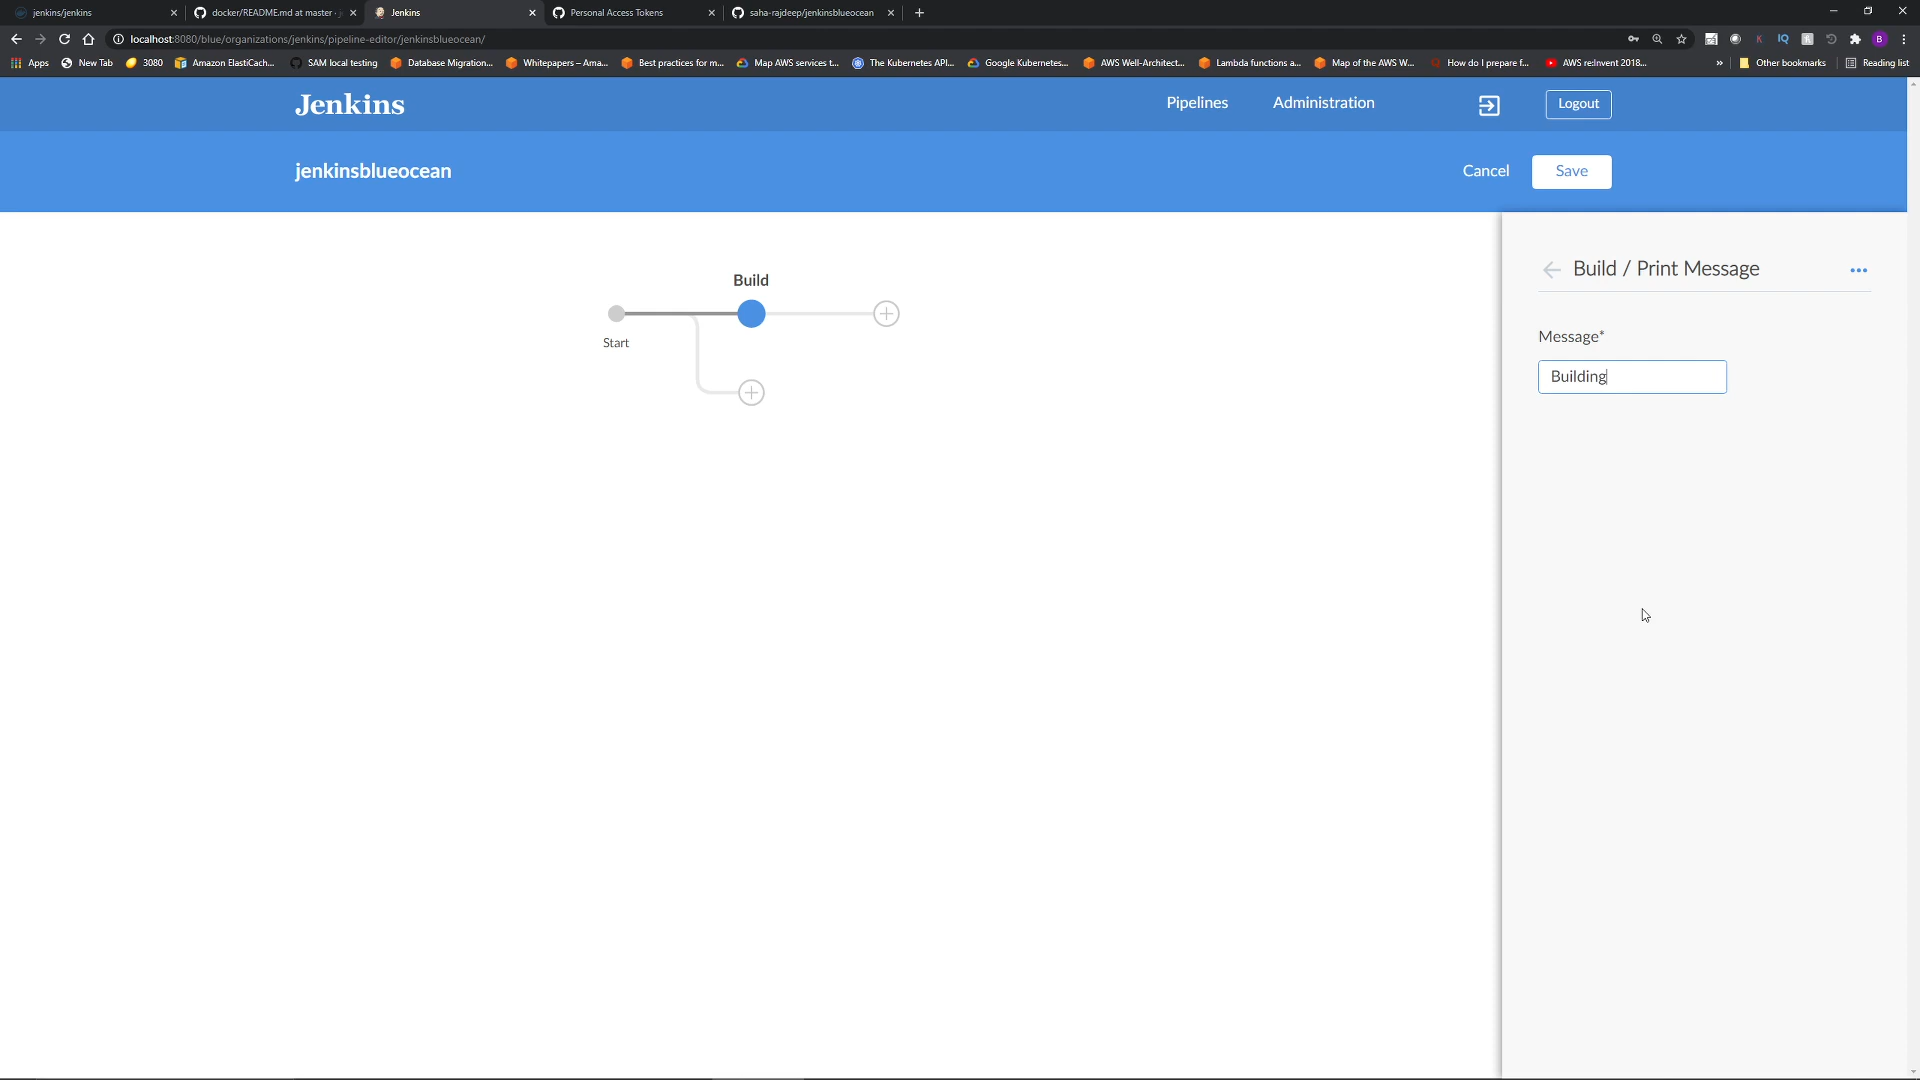 jenkins/jenkins
docker/README.md at master
Jenkins
Personal Access Tokens
saha-rajdeep/jenkinsblueocean
localhost:8080/blue/organizations/jenkins/pipeline-editor/jenkinsblueocean/
K
IQ
B
Apps
New Tab
3080
Amazon ElastiCach...
SAM local testing
Database Migration...
Whitepapers – Ama...
Best practices for m...
Map AWS services t...
The Kubernetes API...
Google Kubernetes...
AWS Well-Architect...
Lambda functions a...
Map of the AWS W...
How do I prepare f...
AWS re:Invent 2018...
»
Other bookmarks
Reading list
Jenkins
Pipelines
Administration
Logout
jenkinsblueocean
Cancel
Save
Build
Start
Build / Print Message
Message*
Building